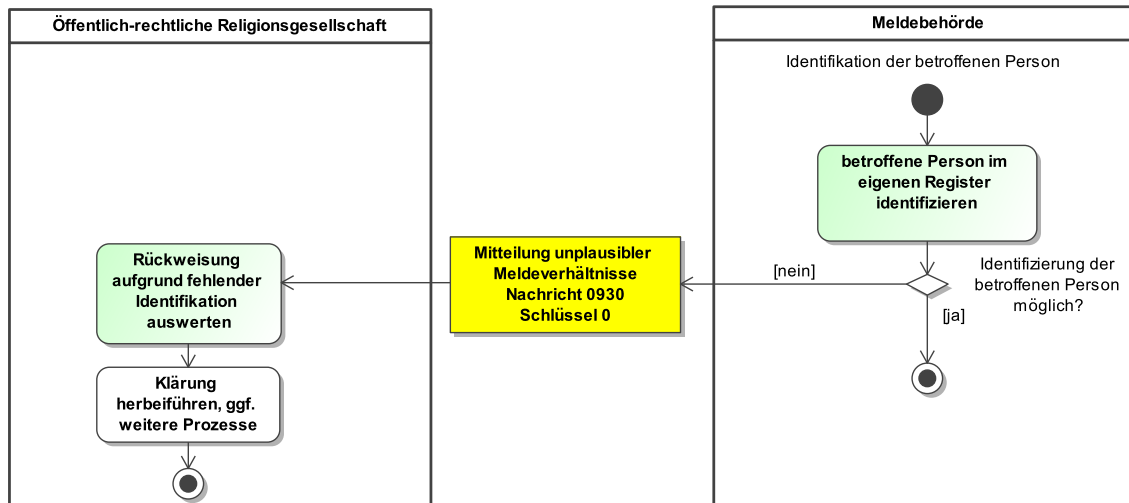 Öffentlich-rechtliche Religionsgesellschaft
Meldebehörde
Identifikation der betroffenen Person
betroffene Person im
eigenen Register
identifizieren
Identifizierung der
betroffenen Person
möglich?
[nein]
[ja]
Mitteilung unplausibler
Meldeverhältnisse
Nachricht 0930
Schlüssel 0
Rückweisung
aufgrund fehlender
Identifikation
auswerten
Klärung
herbeiführen, ggf.
weitere Prozesse